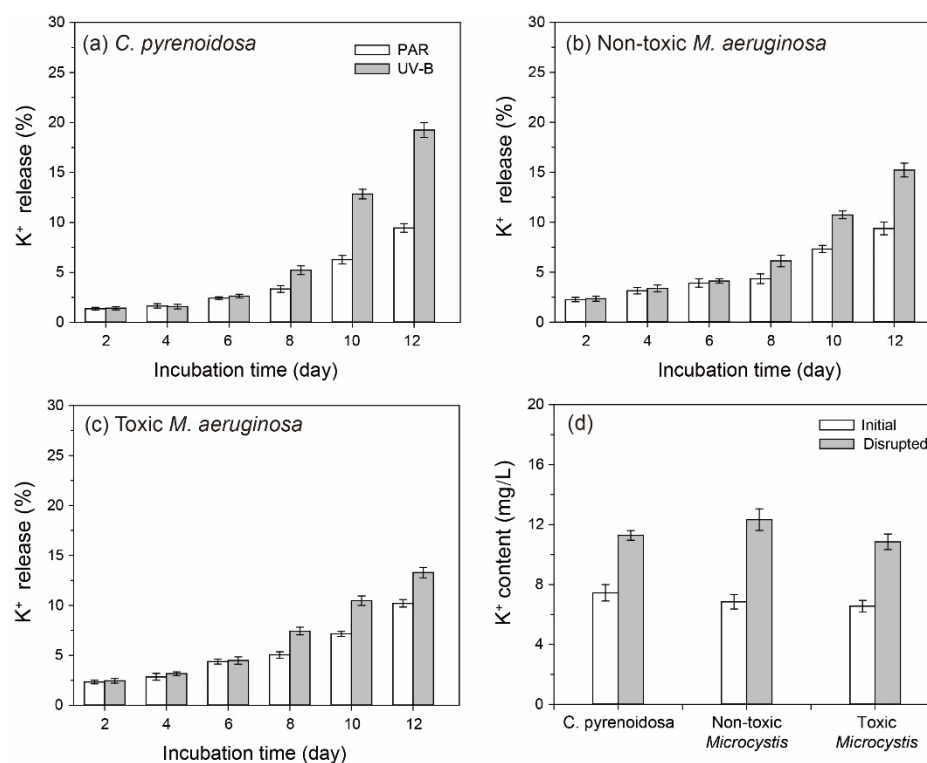 (a) C. pyrenoidosa
PAR
UV-B
K⁺ release (%)
30
25
20
15
10
5
0
2 4 6 8 10 12
Incubation time (day)
(b) Non-toxic M. aeruginosa
K⁺ release (%)
30
25
20
15
10
5
0
2 4 6 8 10 12
Incubation time (day)
(c) Toxic M. aeruginosa
K⁺ release (%)
30
25
20
15
10
5
0
2 4 6 8 10 12
Incubation time (day)
(d)
Initial
Disrupted
K⁺ content (mg/L)
20
16
12
8
4
0
C. pyrenoidosa Non-toxic Toxic
Microcystis Microcystis